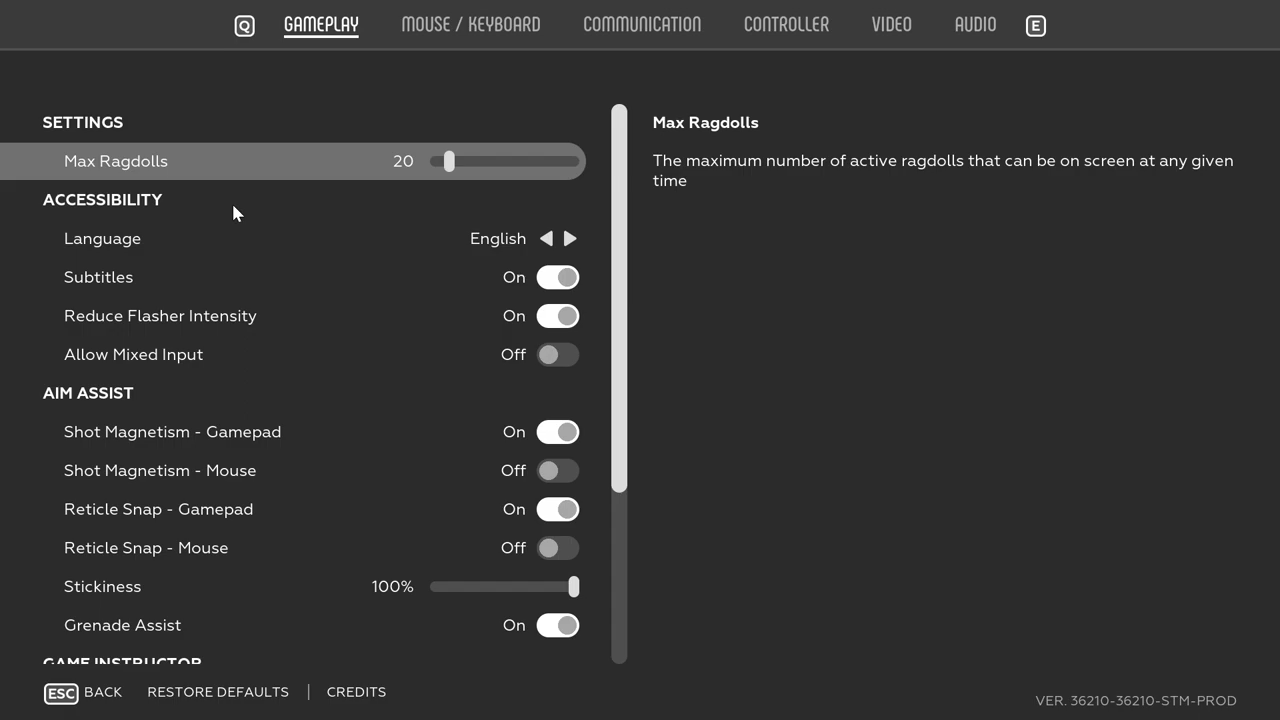 Q GAMEPLAY MOUSE / KEYBOARD COMMUNICATION CONTROLLER VIDEO AUDIO E
SETTINGS
Max Ragdolls 20
ACCESSIBILITY
Language English
Subtitles On
Reduce Flasher Intensity On
Allow Mixed Input Off
AIM ASSIST
Shot Magnetism - Gamepad On
Shot Magnetism - Mouse Off
Reticle Snap - Gamepad On
Reticle Snap - Mouse Off
Stickiness 100%
Grenade Assist On
GAME INSTRUCTOR
Max Ragdolls
The maximum number of active ragdolls that can be on screen at any given
time
ESC BACK RESTORE DEFAULTS | CREDITS
VER. 36210-36210-STM-PROD